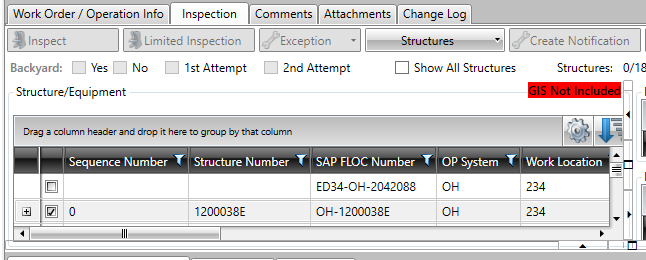 Work Order / Operation Info Inspection Comments Attachments Change Log
Inspect Limited Inspection Exception Structures Create Notification
Backyard: Yes No 1st Attempt 2nd Attempt Show All Structures Structures: 0/18
Structure/Equipment GIS Not Included
Drag a column header and drop it here to group by that column
Sequence Number Structure Number SAP FLOC Number OP System Work Location
ED34-OH-2042088 OH 234
0 1200038E OH-1200038E OH 234